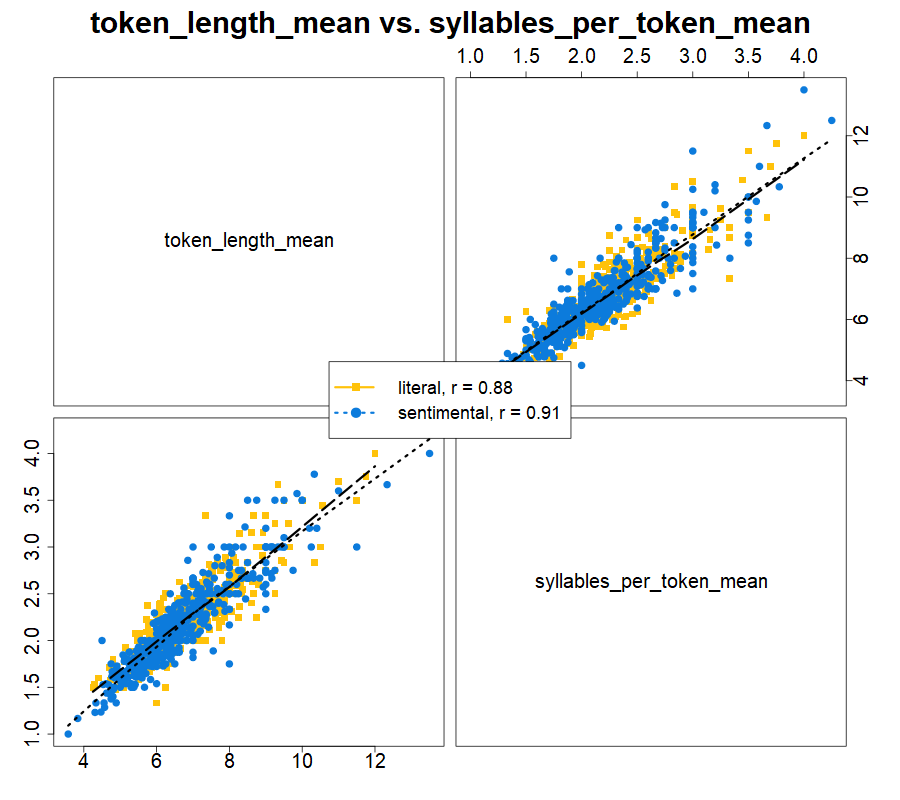 token_length_mean vs. syllables_per_token_mean
1.0 1.5 2.0 2.5 3.0 3.5 4.0
token_length_mean
4 6 8 10 12
literal, r = 0.88
sentimental, r = 0.91
1.0 1.5 2.0 2.5 3.0 3.5 4.0
syllables_per_token_mean
4 6 8 10 12